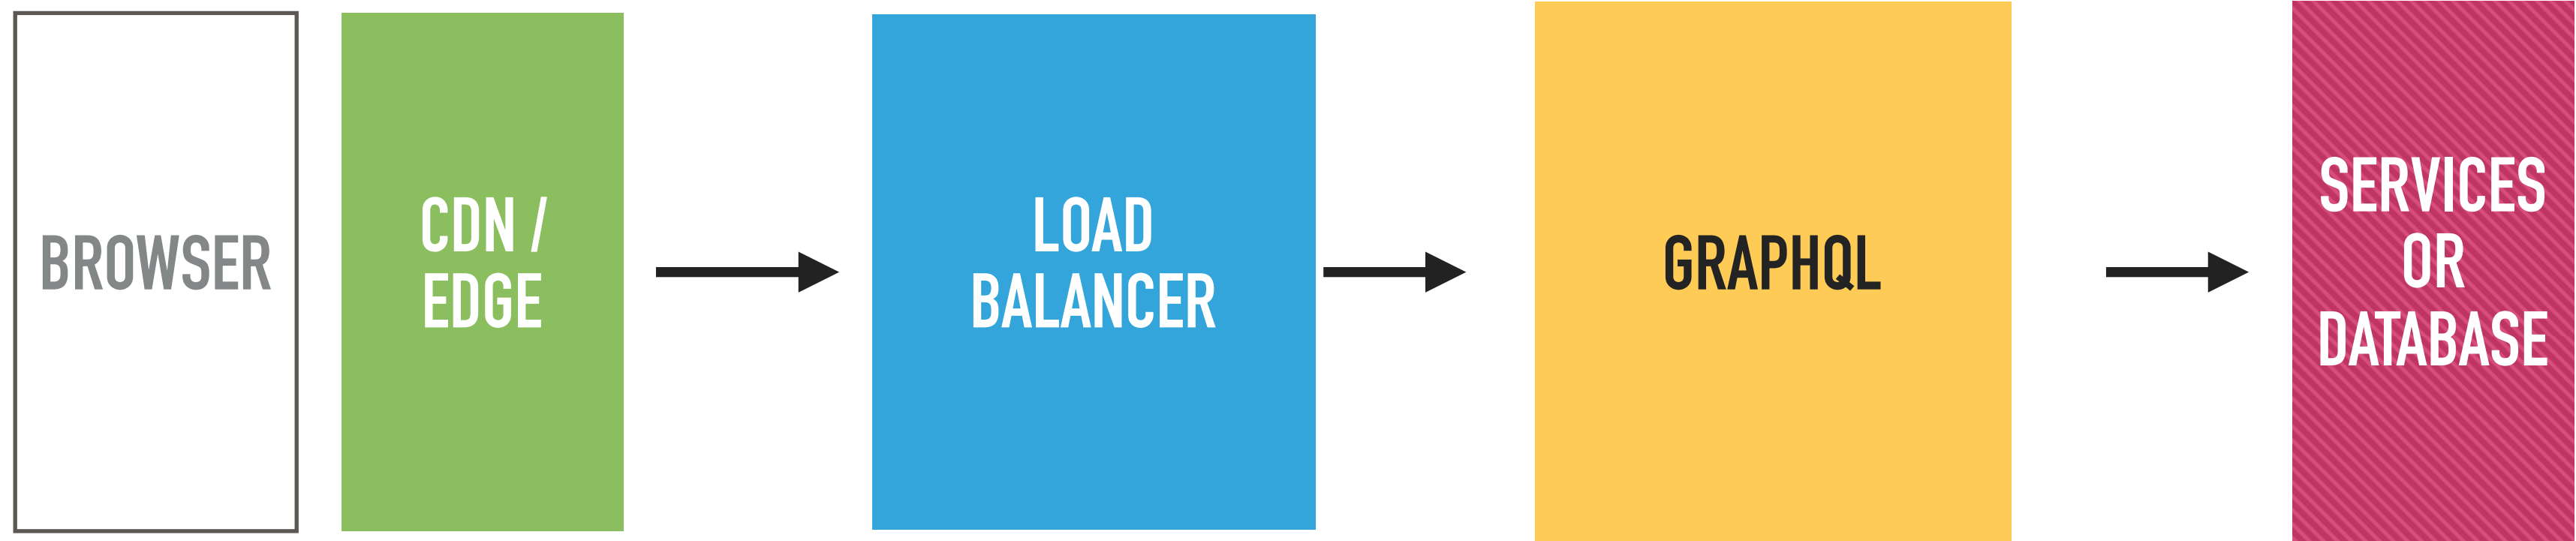 BROWSER
CDN /
EDGE
LOAD
BALANCER
GRAPHQL
SERVICES
OR
DATABASE